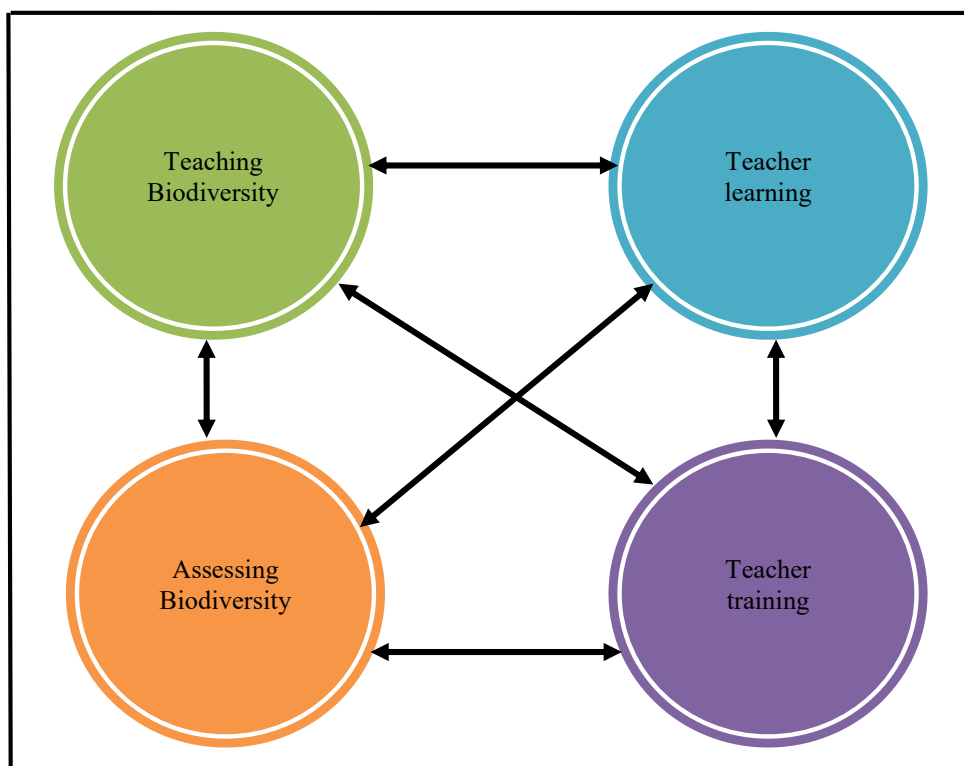 Teaching
Biodiversity
Teacher
learning
Assessing
Biodiversity
Teacher
training